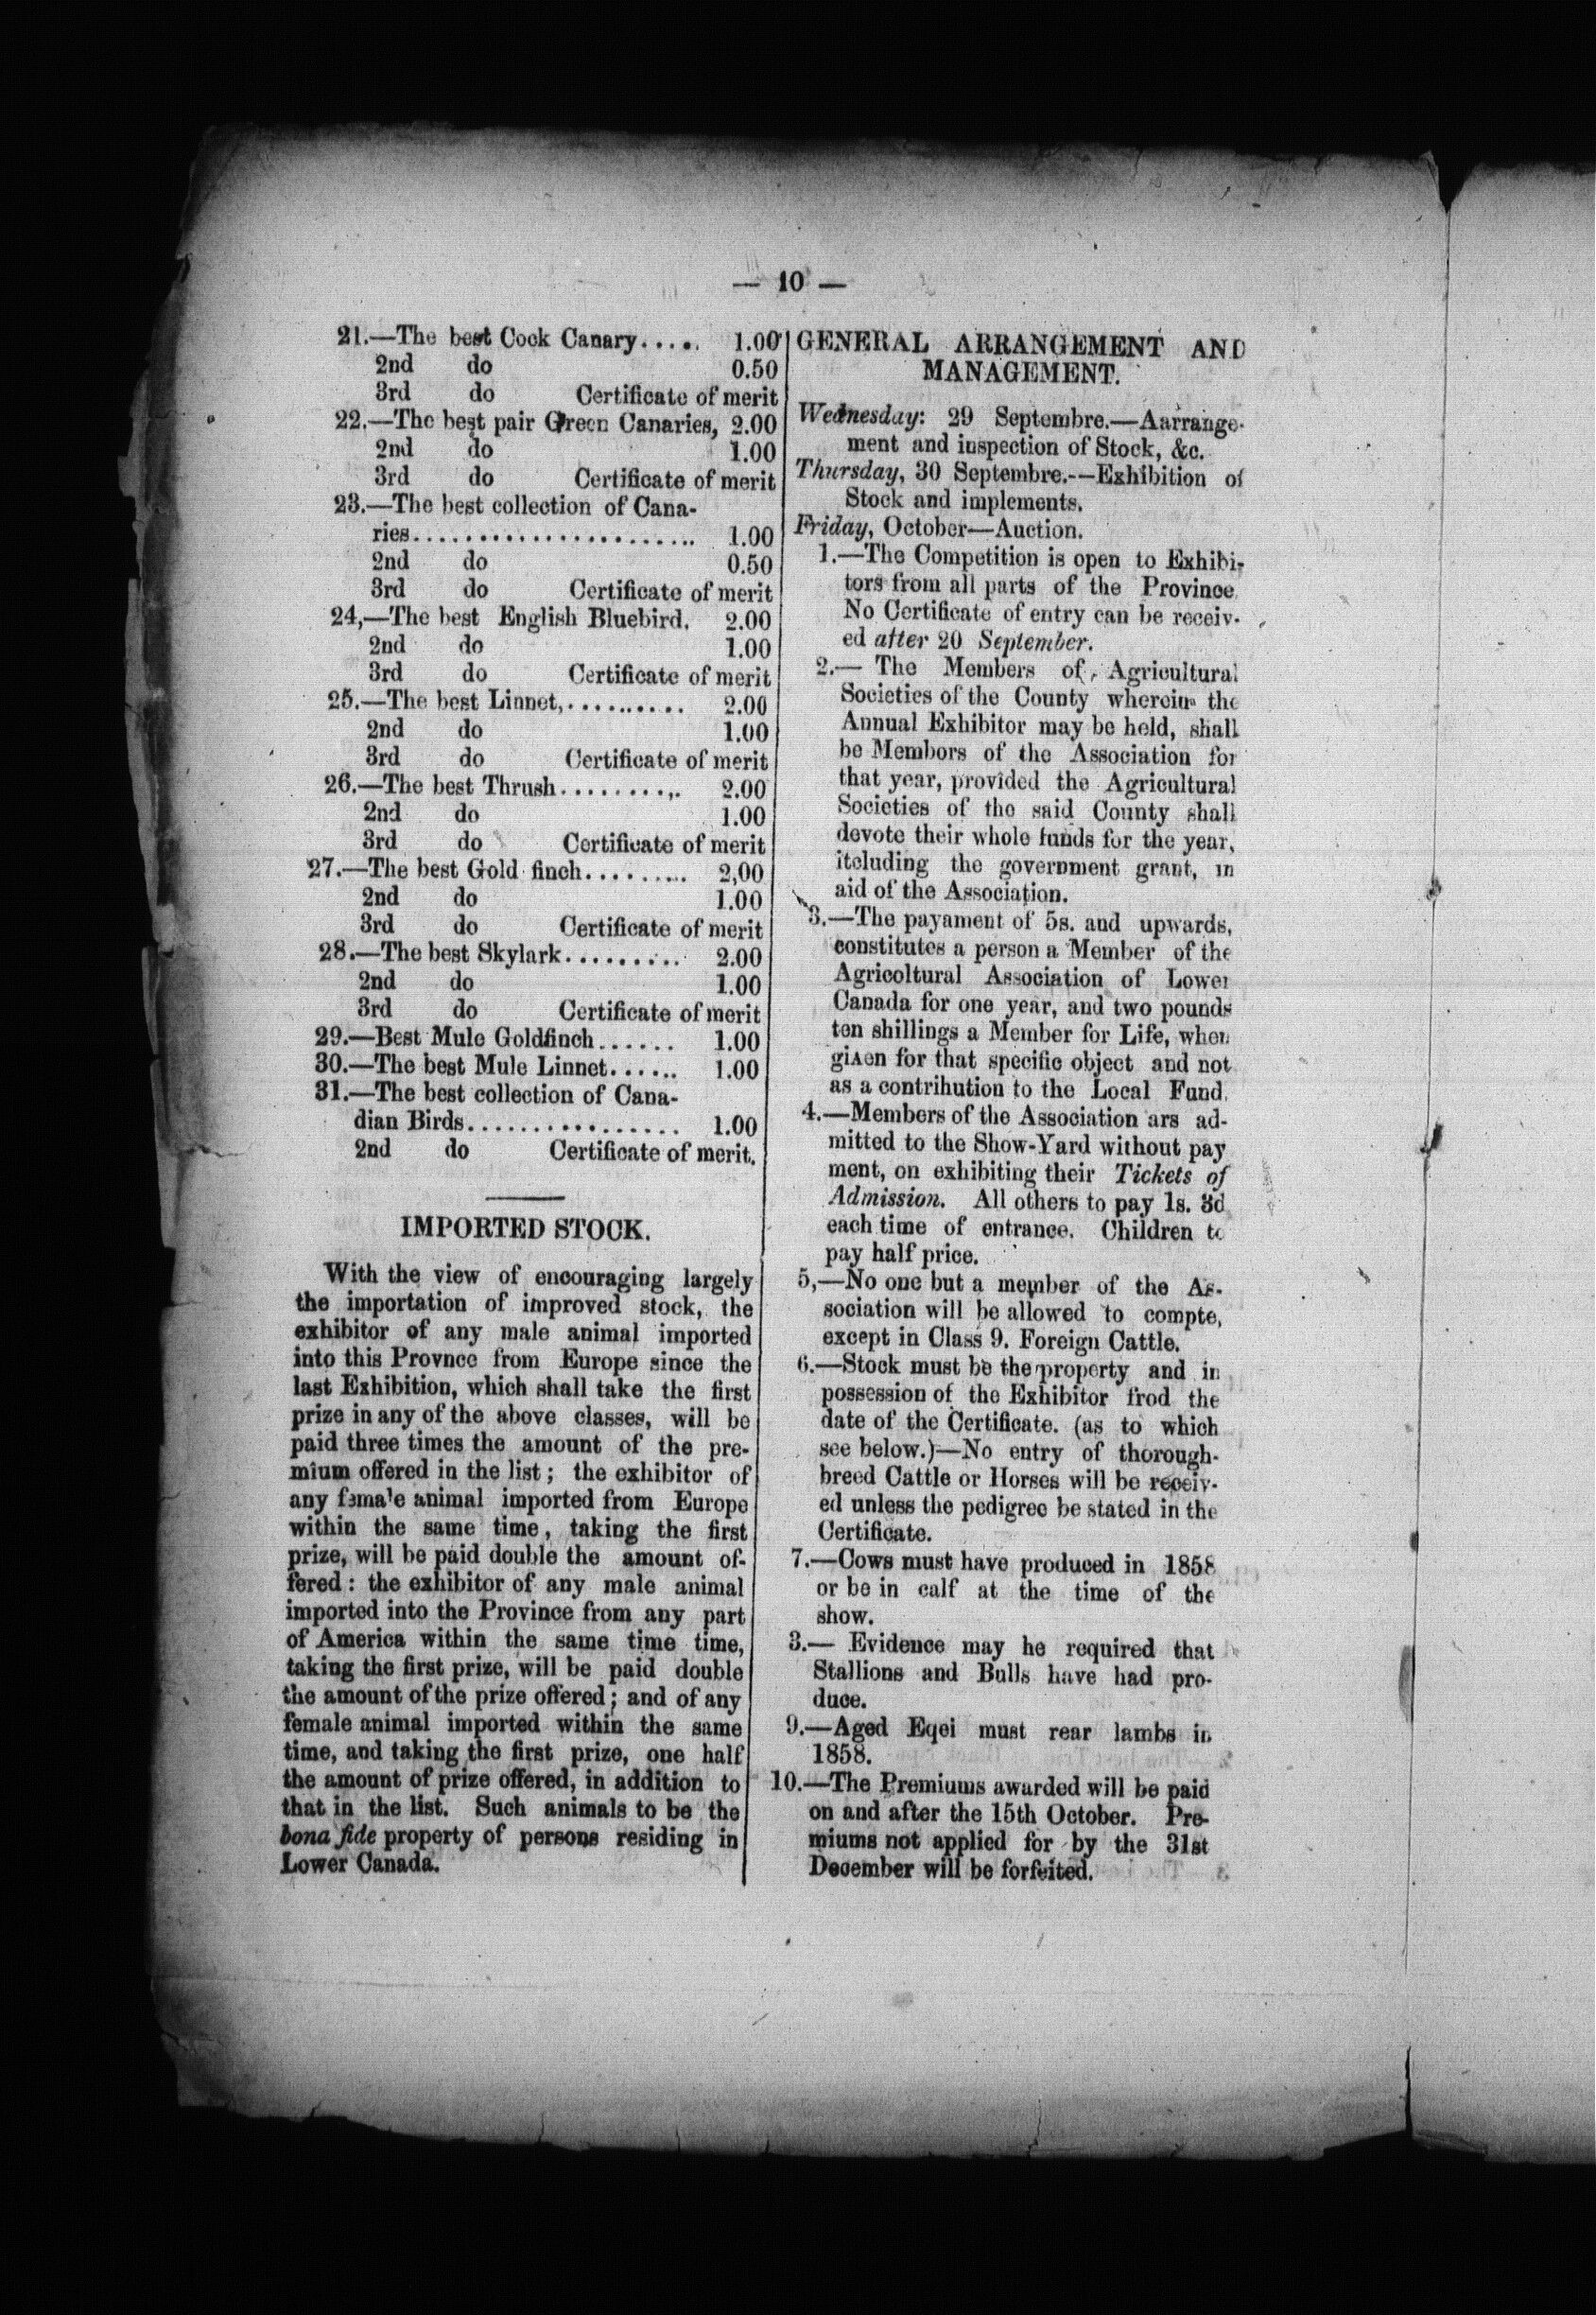 — 10 —
21.—The best Cock Canary..... 1.00
2nd do 0.50
3rd do Certificate of merit
22.—The best pair Green Canaries, 2.00
2nd do 1.00
3rd do Certificate of merit
23.—The best collection of Cana-
ries....................... 1.00
2nd do 0.50
3rd do Certificate of merit
24,—The best English Bluebird. 2.00
2nd do 1.00
3rd do Certificate of merit
25.—The best Linnet,.......... 2.00
2nd do 1.00
3rd do Certificate of merit
26.—The best Thrush........,. 2.00
2nd do 1.00
3rd do Certificate of merit
27.—The best Gold finch......... 2,00
2nd do 1.00
3rd do Certificate of merit
28.—The best Skylark......... 2.00
2nd do 1.00
3rd do Certificate of merit
29.—Best Mule Goldfinch...... 1.00
30.—The best Mule Linnet...... 1.00
31.—The best collection of Cana-
dian Birds................ 1.00
2nd do Certificate of merit.
IMPORTED STOCK.
With the view of encouraging largely
the importation of improved stock, the
exhibitor of any male animal imported
into this Provnce from Europe since the
last Exhibition, which shall take the first
prize in any of the above classes, will be
paid three times the amount of the pre-
mium offered in the list; the exhibitor of
any fema'e animal imported from Europe
within the same time, taking the first
prize, will be paid double the amount of-
fered: the exhibitor of any male animal
imported into the Province from any part
of America within the same time time,
taking the first prize, will be paid double
the amount of the prize offered; and of any
female animal imported within the same
time, and taking the first prize, one half
the amount of prize offered, in addition to
that in the list. Such animals to be the
bona fide property of persons residing in
Lower Canada.
GENERAL ARRANGEMENT AND
MANAGEMENT.
Wednesday: 29 Septembre.—Aarrange-
ment and inspection of Stock, &c.
Thursday, 30 Septembre.--Exhibition of
Stock and implements.
Friday, October—Auction.
1.—The Competition is open to Exhibi-
tors from all parts of the Province
No Certificate of entry can be receiv-
ed after 20 September.
2.— The Members of, Agricultural
Societies of the County wherein the
Annual Exhibitor may be held, shall
be Membors of the Association for
that year, provided the Agricultural
Societies of the said County shall
devote their whole funds for the year,
itcluding the government grant, in
aid of the Association.
3.—The payament of 5s. and upwards,
constitutes a person a Member of the
Agricoltural Association of Lower
Canada for one year, and two pounds
ten shillings a Member for Life, when
giaen for that specific object and not
as a contrihution to the Local Fund.
4.—Members of the Association ars ad-
mitted to the Show-Yard without pay
ment, on exhibiting their Tickets of
Admission. All others to pay 1s. 3d
each time of entrance. Children to
pay half price.
5,—No one but a member of the As-
sociation will be allowed to compte,
except in Class 9. Foreign Cattle.
6.—Stock must be the property and in
possession of the Exhibitor frod the
date of the Certificate. (as to which
see below.)—No entry of thorough-
breed Cattle or Horses will be receiv-
ed unless the pedigree be stated in the
Certificate.
7.—Cows must have produced in 1858
or be in calf at the time of the
show.
3.— Evidence may he required that
Stallions and Bulls have had pro-
duce.
9.—Aged Eqei must rear lambs in
1858.
10.—The Premiums awarded will be paid
on and after the 15th October. Pre-
miums not applied for by the 31st
December will be forfeited.